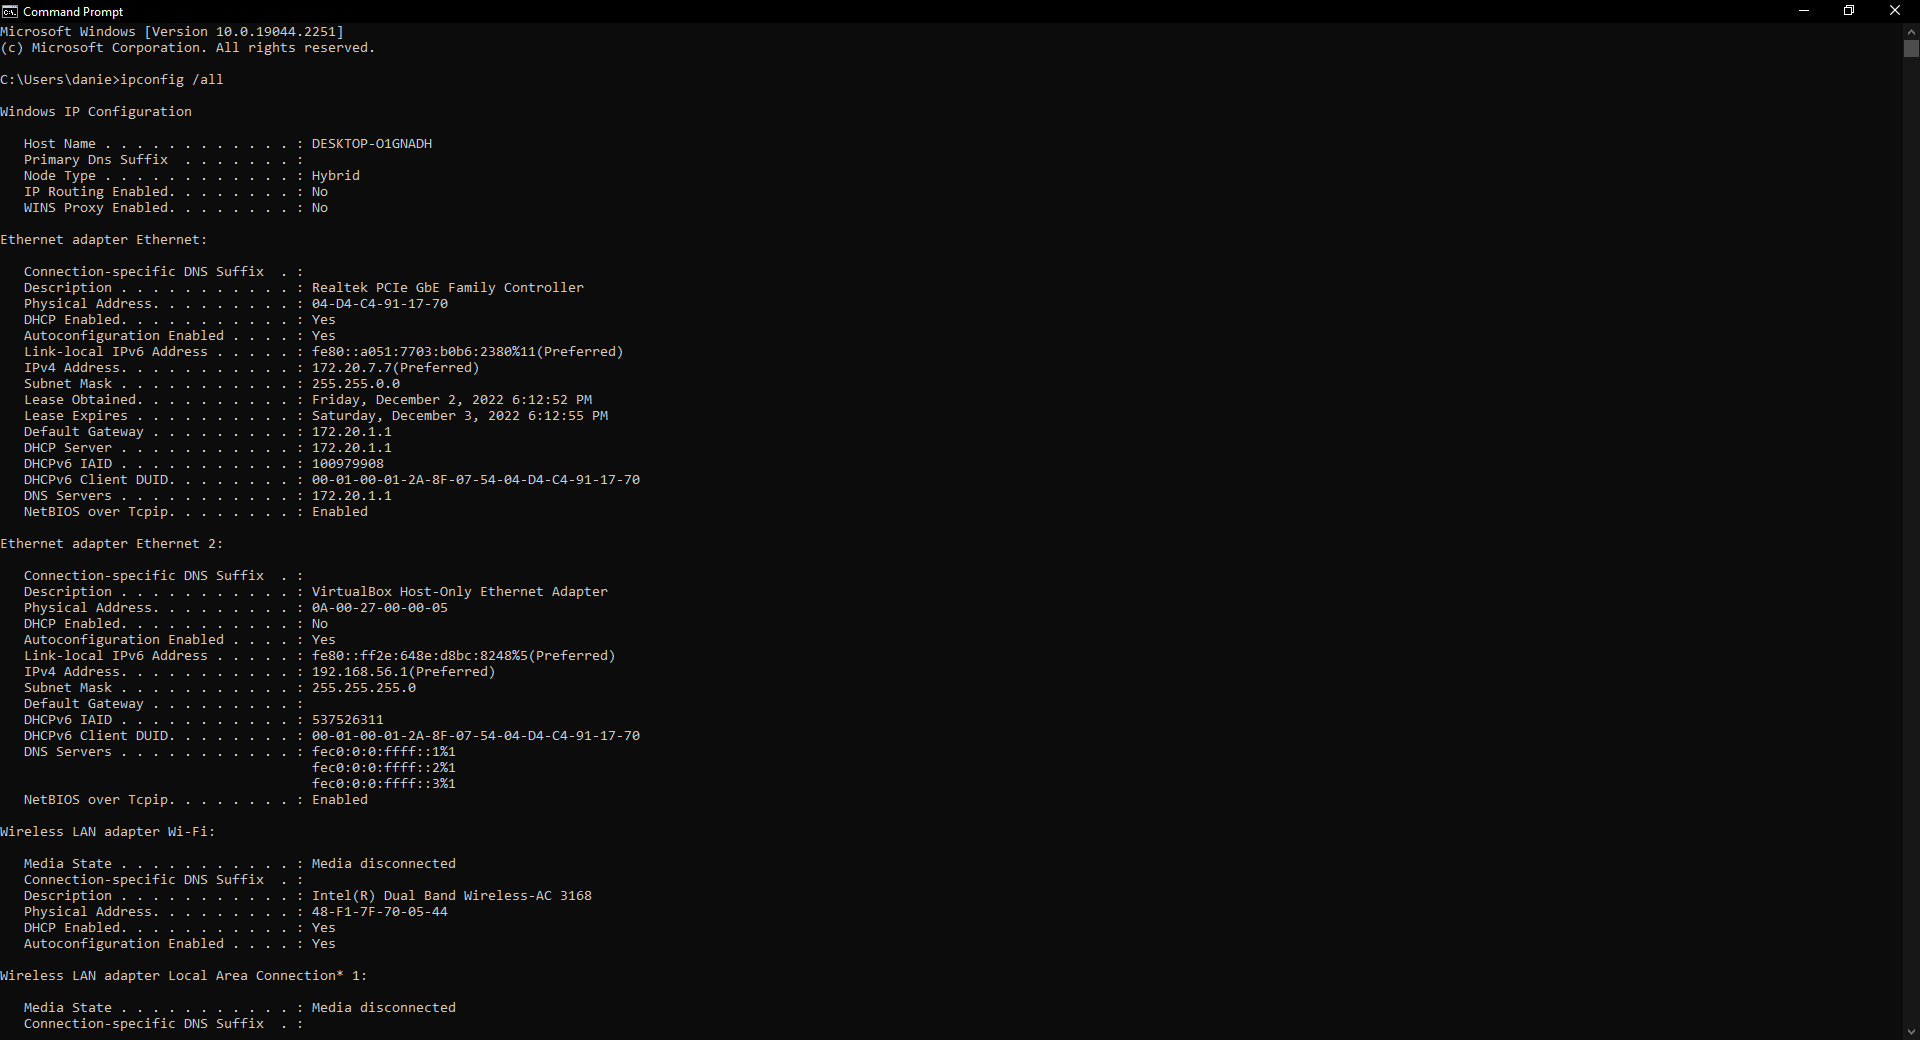 Command Prompt
Microsoft Windows [Version 10.0.19044.2251]
(c) Microsoft Corporation. All rights reserved.
C:\Users\danie>ipconfig /all
Windows IP Configuration
Host Name . . . . . . . . . . . . : DESKTOP-O1GNADH
Primary Dns Suffix  . . . . . . . :
Node Type . . . . . . . . . . . . : Hybrid
IP Routing Enabled. . . . . . . . : No
WINS Proxy Enabled. . . . . . . . : No
Ethernet adapter Ethernet:
Connection-specific DNS Suffix  . :
Description . . . . . . . . . . . : Realtek PCIe GbE Family Controller
Physical Address. . . . . . . . . : 04-D4-C4-91-17-70
DHCP Enabled. . . . . . . . . . . : Yes
Autoconfiguration Enabled . . . . : Yes
Link-local IPv6 Address . . . . . : fe80::a051:7703:b0b6:2380%11(Preferred)
IPv4 Address. . . . . . . . . . . : 172.20.7.7(Preferred)
Subnet Mask . . . . . . . . . . . : 255.255.0.0
Lease Obtained. . . . . . . . . . : Friday, December 2, 2022 6:12:52 PM
Lease Expires . . . . . . . . . . : Saturday, December 3, 2022 6:12:55 PM
Default Gateway . . . . . . . . . : 172.20.1.1
DHCP Server . . . . . . . . . . . : 172.20.1.1
DHCPv6 IAID . . . . . . . . . . . : 100979908
DHCPv6 Client DUID. . . . . . . . : 00-01-00-01-2A-8F-07-54-04-D4-C4-91-17-70
DNS Servers . . . . . . . . . . . : 172.20.1.1
NetBIOS over Tcpip. . . . . . . . : Enabled
Ethernet adapter Ethernet 2:
Connection-specific DNS Suffix  . :
Description . . . . . . . . . . . : VirtualBox Host-Only Ethernet Adapter
Physical Address. . . . . . . . . : 0A-00-27-00-00-05
DHCP Enabled. . . . . . . . . . . : No
Autoconfiguration Enabled . . . . : Yes
Link-local IPv6 Address . . . . . : fe80::ff2e:648e:d8bc:8248%5(Preferred)
IPv4 Address. . . . . . . . . . . : 192.168.56.1(Preferred)
Subnet Mask . . . . . . . . . . . : 255.255.255.0
Default Gateway . . . . . . . . . :
DHCPv6 IAID . . . . . . . . . . . : 537526311
DHCPv6 Client DUID. . . . . . . . : 00-01-00-01-2A-8F-07-54-04-D4-C4-91-17-70
DNS Servers . . . . . . . . . . . : fec0:0:0:ffff::1%1
fec0:0:0:ffff::2%1
fec0:0:0:ffff::3%1
NetBIOS over Tcpip. . . . . . . . : Enabled
Wireless LAN adapter Wi-Fi:
Media State . . . . . . . . . . . : Media disconnected
Connection-specific DNS Suffix  . :
Description . . . . . . . . . . . : Intel(R) Dual Band Wireless-AC 3168
Physical Address. . . . . . . . . : 48-F1-7F-70-05-44
DHCP Enabled. . . . . . . . . . . : Yes
Autoconfiguration Enabled . . . . : Yes
Wireless LAN adapter Local Area Connection* 1:
Media State . . . . . . . . . . . : Media disconnected
Connection-specific DNS Suffix  . :